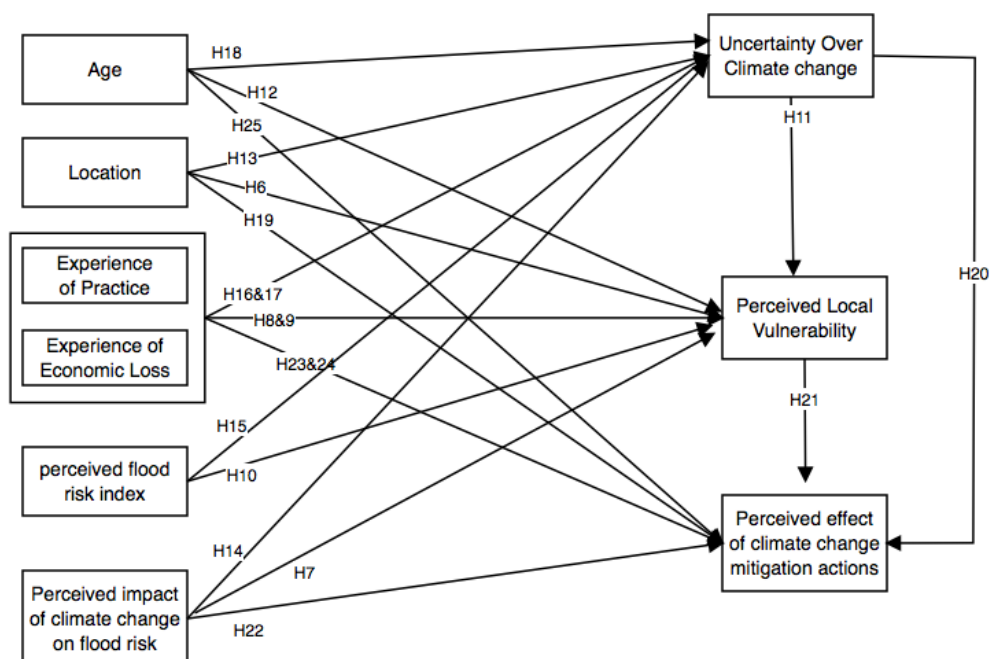 Age
Location
Experience
of Practice
Experience of
Economic Loss
perceived flood
risk index
Perceived impact
of climate change
on flood risk
H18
H12
H25
H13
H6
H19
H16&17
H8&9
H23&24
H15
H10
H14
H7
H22
Uncertainty Over
Climate change
H11
H20
Perceived Local
Vulnerability
H21
Perceived effect
of climate change
mitigation actions